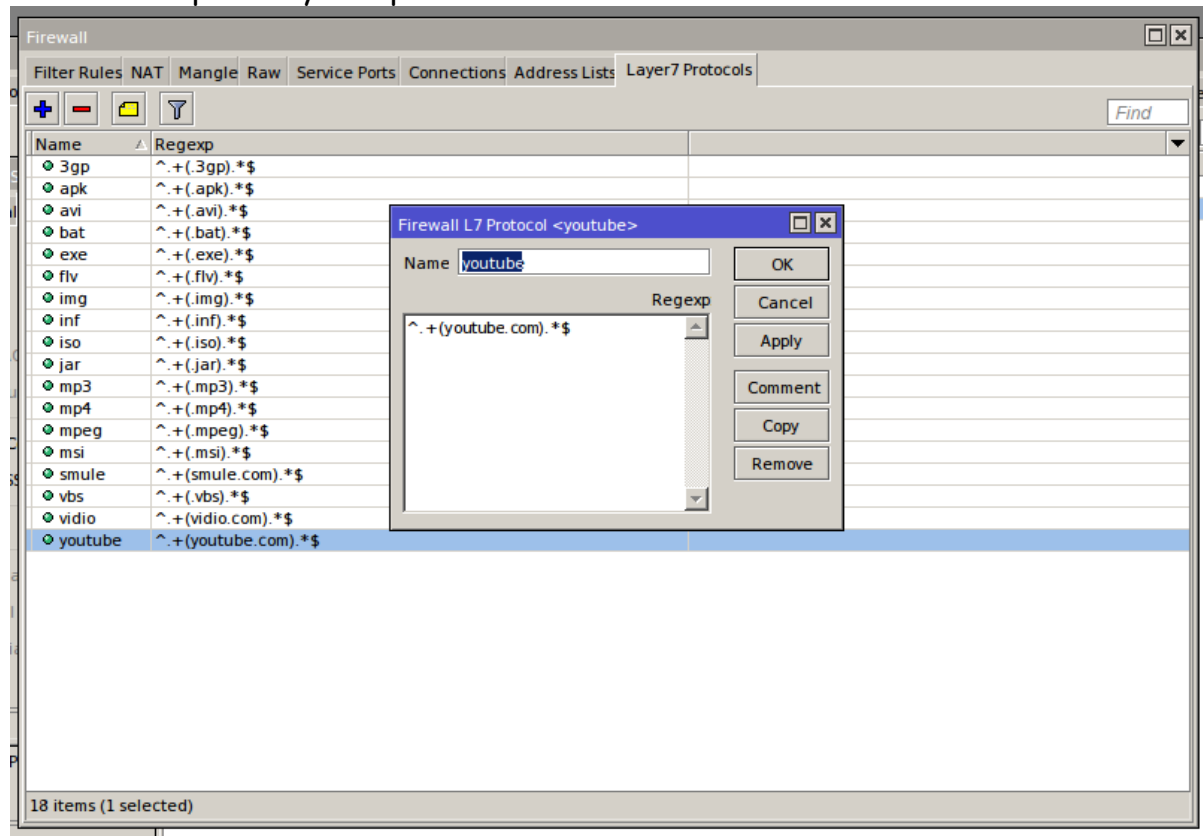 Firewall
Filter Rules NAT Mangle Raw Service Ports Connections Address Lists Layer7 Protocols
Find
Name Regexp
3gp ^.+(.3gp).*$
apk ^.+(.apk).*$
avi ^.+(.avi).*$
bat ^.+(.bat).*$
exe ^.+(.exe).*$
flv ^.+(.flv).*$
img ^.+(.img).*$
inf ^.+(.inf).*$
iso ^.+(.iso).*$
jar ^.+(.jar).*$
mp3 ^.+(.mp3).*$
mp4 ^.+(.mp4).*$
mpeg ^.+(.mpeg).*$
msi ^.+(.msi).*$
smule ^.+(smule.com).*$
vbs ^.+(.vbs).*$
vidio ^.+(vidio.com).*$
youtube ^.+(youtube.com).*$
Firewall L7 Protocol <youtube>
Name youtube
Regexp
^.+(youtube.com).*$
OK
Cancel
Apply
Comment
Copy
Remove
18 items (1 selected)